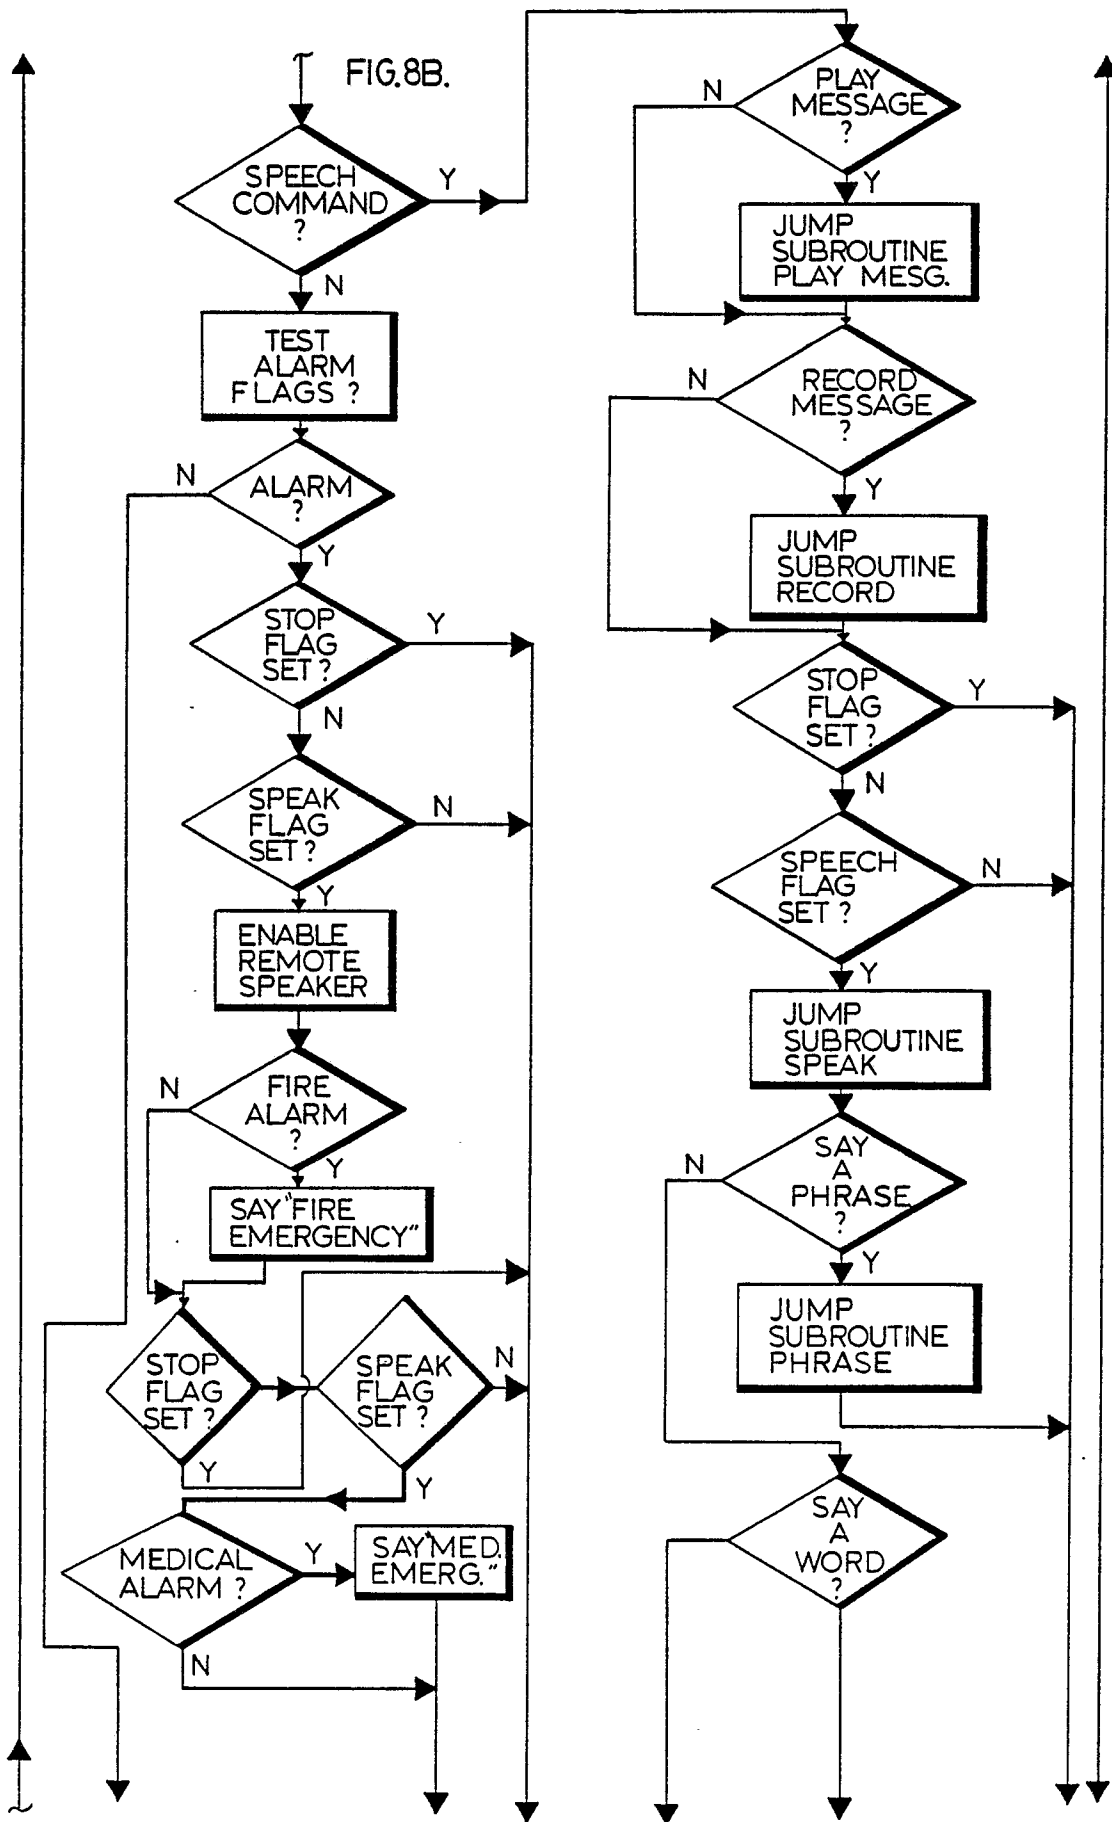 FIG.8B.
SPEECH
COMMAND
?
Y
N
TEST
ALARM
FLAGS ?
N
ALARM
?
Y
STOP
FLAG
SET ?
Y
N
SPEAK
FLAG
SET ?
N
Y
ENABLE
REMOTE
SPEAKER
N
FIRE
ALARM
?
Y
SAY "FIRE
EMERGENCY"
STOP
FLAG
SET ?
Y
SPEAK
FLAG
SET ?
N
Y
MEDICAL
ALARM ?
Y
SAY "MED.
EMERG."
N
PLAY
MESSAGE
?
N
Y
JUMP
SUBROUTINE
PLAY MESG.
N
RECORD
MESSAGE
?
Y
JUMP
SUBROUTINE
RECORD
STOP
FLAG
SET ?
Y
N
SPEECH
FLAG
SET ?
N
Y
JUMP
SUBROUTINE
SPEAK
N
SAY
A
PHRASE
?
Y
JUMP
SUBROUTINE
PHRASE
SAY
A
WORD
?